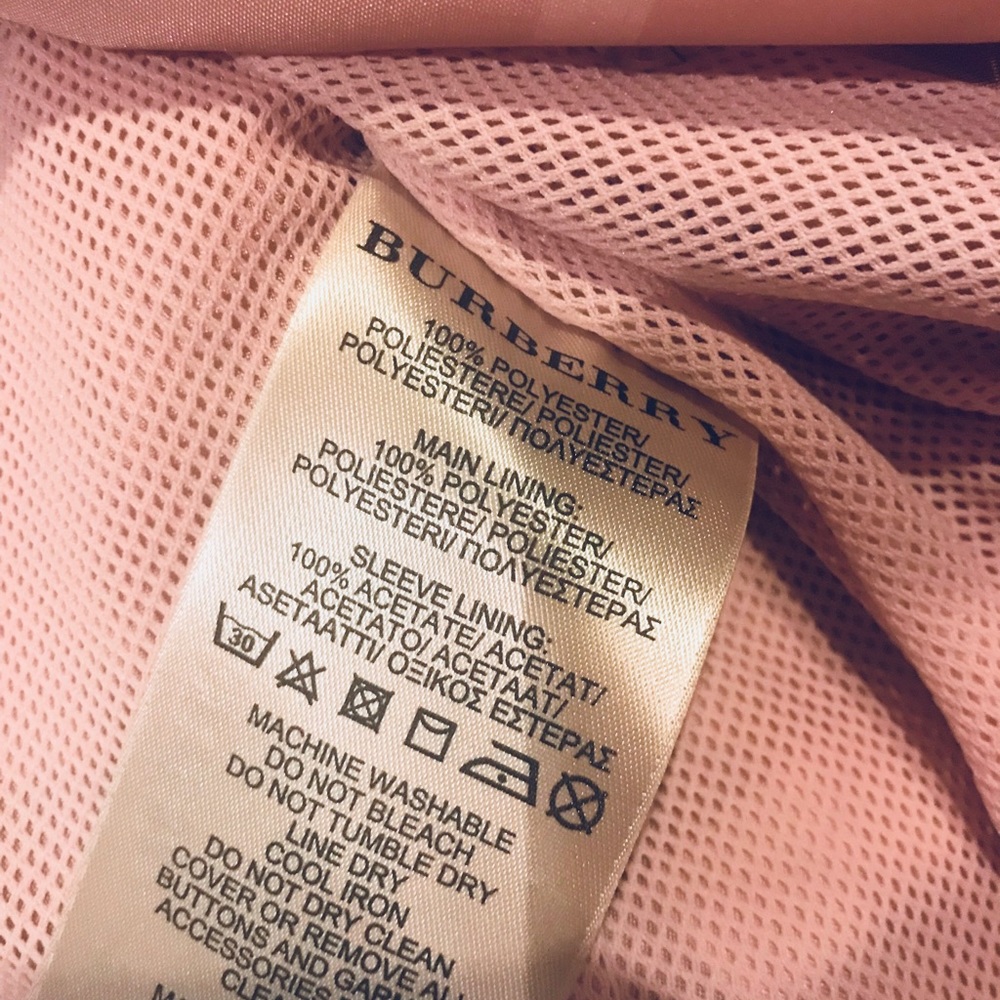 BURBERRY
100% POLYESTER/
POLIESTERE/ POLIESTER/
POLYESTERI/ ΠΟΛΥΕΣΤΕΡΑΣ
MAIN LINING:
100% POLYESTER/
POLIESTERE/ POLIESTER/
POLYESTERI/ ΠΟΛΥΕΣΤΕΡΑΣ
SLEEVE LINING:
100% ACETATE/ ACÉTAT/
ACETATO/ ACETAAT/
ASETAATTI/ ΟΞΙΚΟΣ ΕΣΤΕΡΑΣ
30
MACHINE WASHABLE
DO NOT BLEACH
DO NOT TUMBLE DRY
LINE DRY
COOL IRON
DO NOT DRY CLEAN
COVER OR REMOVE ALL
BUTTONS AND
ACCESSORIES